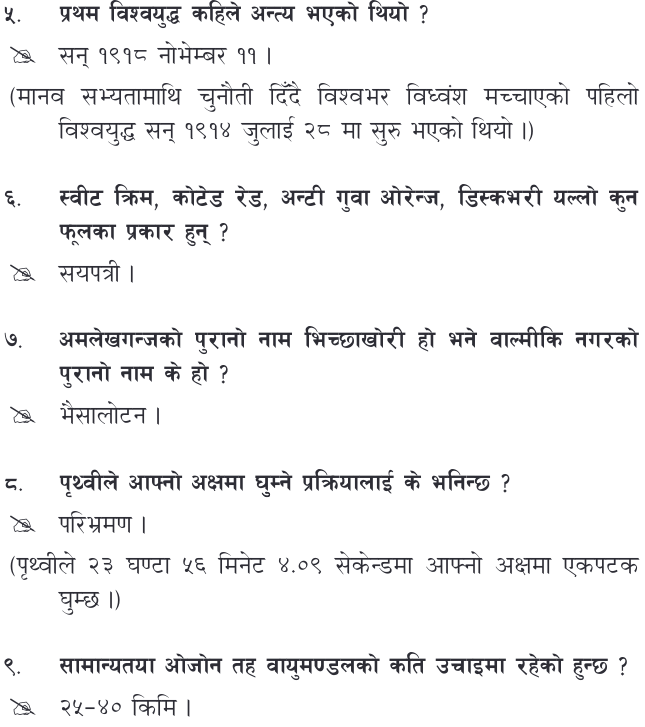 ५. प्रथम विश्वयुद्ध कहिले अन्त्य भएको थियो ?
सन् १९१८ नोभेम्बर ११ ।
(मानव सभ्यतामाथि चुनौती दिँदै विश्वभर विध्वंश मच्चाएको पहिलो
विश्वयुद्ध सन् १९१४ जुलाई २८ मा सुरु भएको थियो ।)
६. स्वीट क्रिम, कोटेड रेड, अन्टी गुवा ओरेन्ज, डिस्कभरी यल्लो कुन
फूलका प्रकार हुन् ?
सयपत्री ।
७. अमलेखगन्जको पुरानो नाम भिच्छाखोरी हो भने वाल्मीकि नगरको
पुरानो नाम के हो ?
भैसालोटन ।
८. पृथ्वीले आफ्नो अक्षमा घुम्ने प्रक्रियालाई के भनिन्छ ?
परिभ्रमण ।
(पृथ्वीले २३ घण्टा ५६ मिनेट ४.०९ सेकेन्डमा आफ्नो अक्षमा एकपटक
घुम्छ ।)
९. सामान्यतया ओजोन तह वायुमण्डलको कति उचाइमा रहेको हुन्छ ?
२५-४० किमि ।